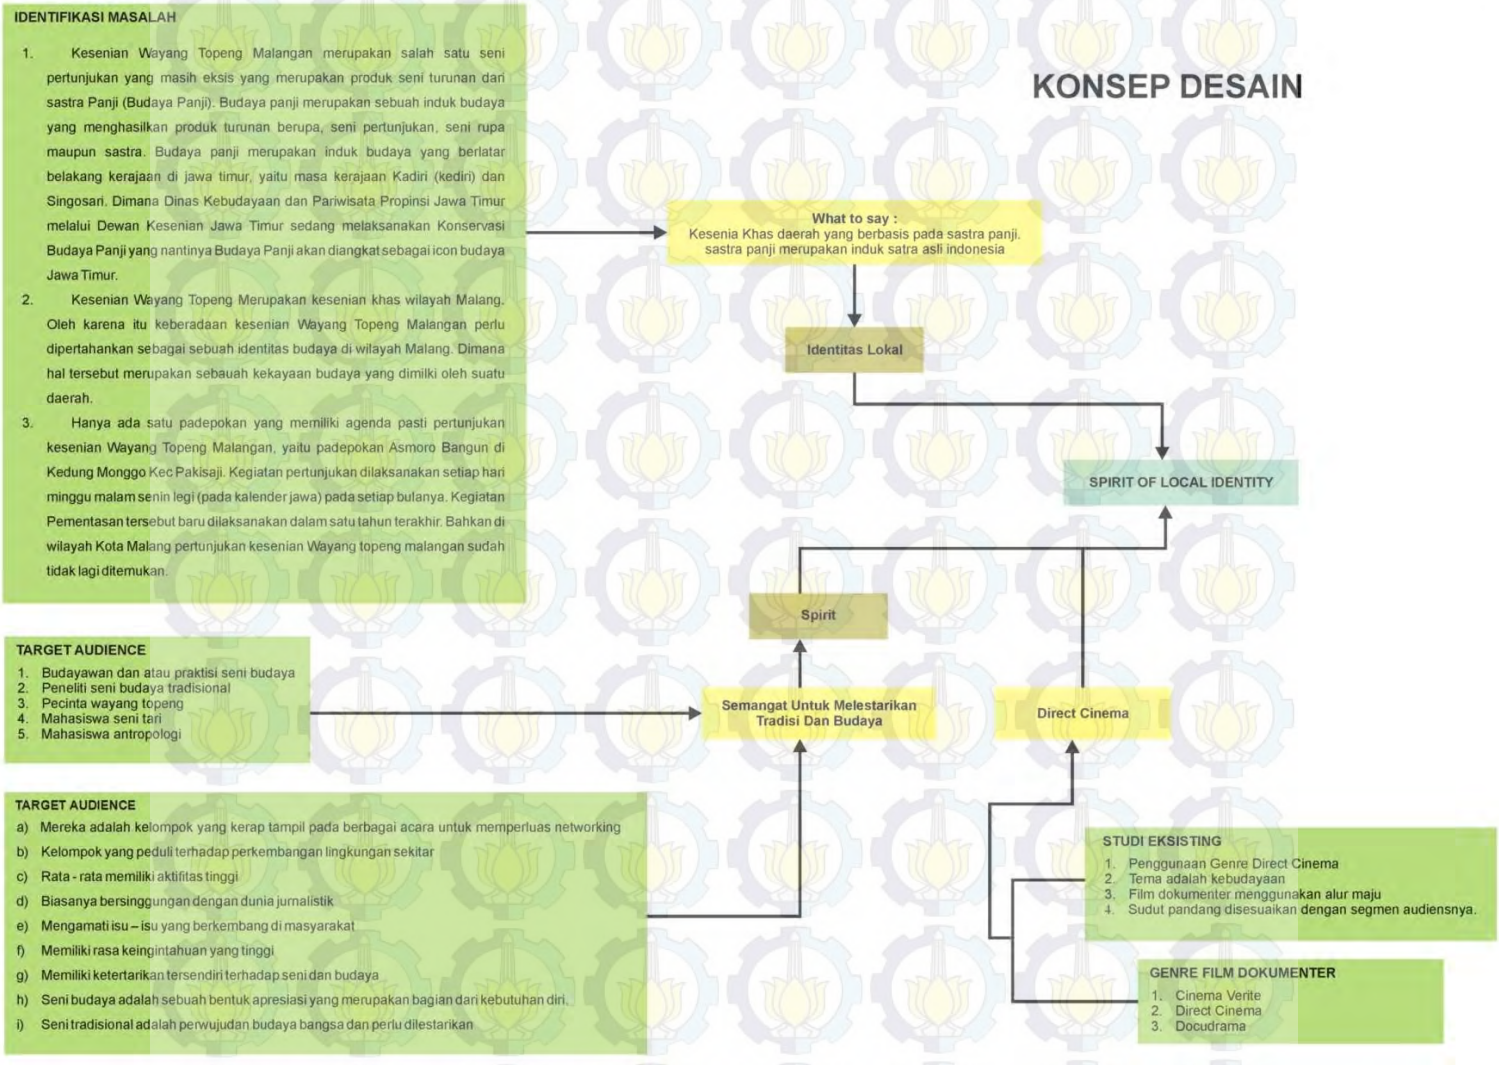 IDENTIFIKASI MASALAH
1. Kesenian Wayang Topeng Malangan merupakan salah satu seni
pertunjukan yang masih eksis yang merupakan produk seni turunan dari
sastra Panji (Budaya Panji). Budaya panji merupakan sebuah induk budaya
yang menghasilkan produk turunan berupa, seni pertunjukan, seni rupa
maupun sastra. Budaya panji merupakan induk budaya yang berlatar
belakang kerajaan di jawa timur, yaitu masa kerajaan Kadiri (kediri) dan
Singosari. Dimana Dinas Kebudayaan dan Pariwisata Propinsi Jawa Timur
melalui Dewan Kesenian Jawa Timur sedang melaksanakan Konservasi
Budaya Panji yang nantinya Budaya Panji akan diangkat sebagai icon budaya
Jawa Timur.
2. Kesenian Wayang Topeng Merupakan kesenian khas wilayah Malang.
Oleh karena itu keberadaan kesenian Wayang Topeng Malangan perlu
dipertahankan sebagai sebuah identitas budaya di wilayah Malang. Dimana
hal tersebut merupakan sebauah kekayaan budaya yang dimilki oleh suatu
daerah.
3. Hanya ada satu padepokan yang memiliki agenda pasti pertunjukan
kesenian Wayang Topeng Malangan, yaitu padepokan Asmoro Bangun di
Kedung Monggo Kec Pakisaji. Kegiatan pertunjukan dilaksanakan setiap hari
minggu malam senin legi (pada kalender jawa) pada setiap bulanya. Kegiatan
Pementasan tersebut baru dilaksanakan dalam satu tahun terakhir. Bahkan di
wilayah Kota Malang pertunjukan kesenian Wayang topeng malangan sudah
tidak lagi ditemukan.
KONSEP DESAIN
What to say :
Kesenia Khas daerah yang berbasis pada sastra panji.
sastra panji merupakan induk satra asli indonesia
Identitas Lokal
SPIRIT OF LOCAL IDENTITY
Spirit
TARGET AUDIENCE
1. Budayawan dan atau praktisi seni budaya
2. Peneliti seni budaya tradisional
3. Pecinta wayang topeng
4. Mahasiswa seni tari
5. Mahasiswa antropologi
Semangat Untuk Melestarikan
Tradisi Dan Budaya
Direct Cinema
TARGET AUDIENCE
a) Mereka adalah kelompok yang kerap tampil pada berbagai acara untuk memperluas networking
b) Kelompok yang peduli terhadap perkembangan lingkungan sekitar
c) Rata - rata memiliki aktifitas tinggi
d) Biasanya bersinggungan dengan dunia jurnalistik
e) Mengamati isu – isu yang berkembang di masyarakat
f) Memiliki rasa keingintahuan yang tinggi
g) Memiliki ketertarikan tersendiri terhadap seni dan budaya
h) Seni budaya adalah sebuah bentuk apresiasi yang merupakan bagian dari kebutuhan diri.
i) Seni tradisional adalah perwujudan budaya bangsa dan perlu dilestarikan
STUDI EKSISTING
1. Penggunaan Genre Direct Cinema
2. Tema adalah kebudayaan
3. Film dokumenter menggunakan alur maju
4. Sudut pandang disesuaikan dengan segmen audiensnya.
GENRE FILM DOKUMENTER
1. Cinema Verite
2. Direct Cinema
3. Docudrama